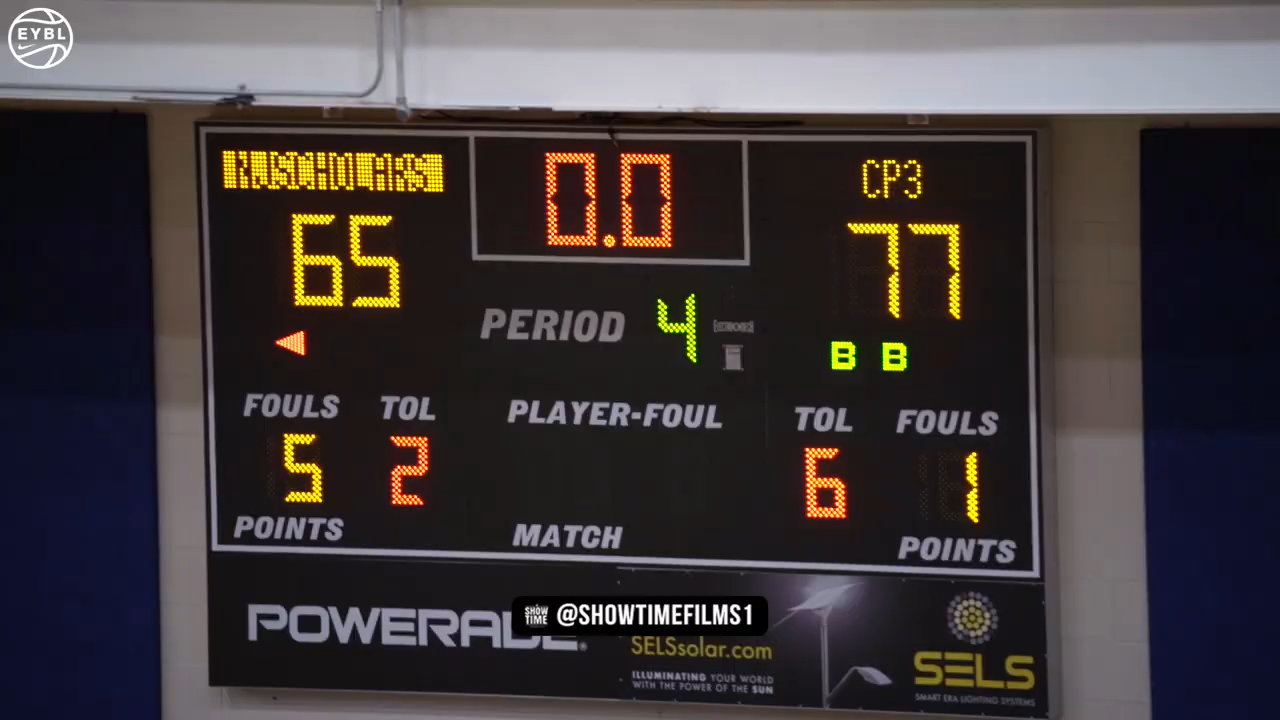 EYBL
NJSCHOLARS
0.0
CP3
65
77
PERIOD 4
B B
FOULS TOL PLAYER-FOUL TOL FOULS
5 2 6 1
POINTS MATCH POINTS
POWERADE
SHOW TIME @SHOWTIMEFILMS1
SELSsolar.com
ILLUMINATING YOUR WORLD
WITH THE POWER OF THE SUN
SELS
SMART ERA LIGHTING SYSTEMS